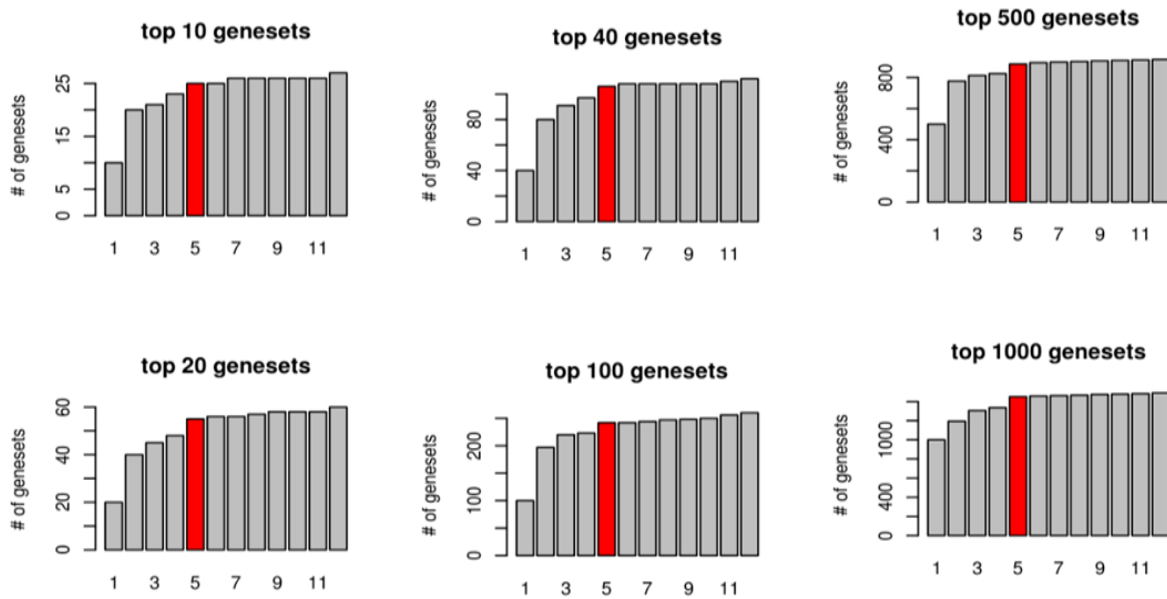 top 10 genesets
# of genesets
25
15
5
0
1 3 5 7 9 11
top 40 genesets
# of genesets
80
40
0
1 3 5 7 9 11
top 500 genesets
# of genesets
800
400
0
1 3 5 7 9 11
top 20 genesets
# of genesets
60
40
20
0
1 3 5 7 9 11
top 100 genesets
# of genesets
200
100
0
1 3 5 7 9 11
top 1000 genesets
# of genesets
1000
400
0
1 3 5 7 9 11